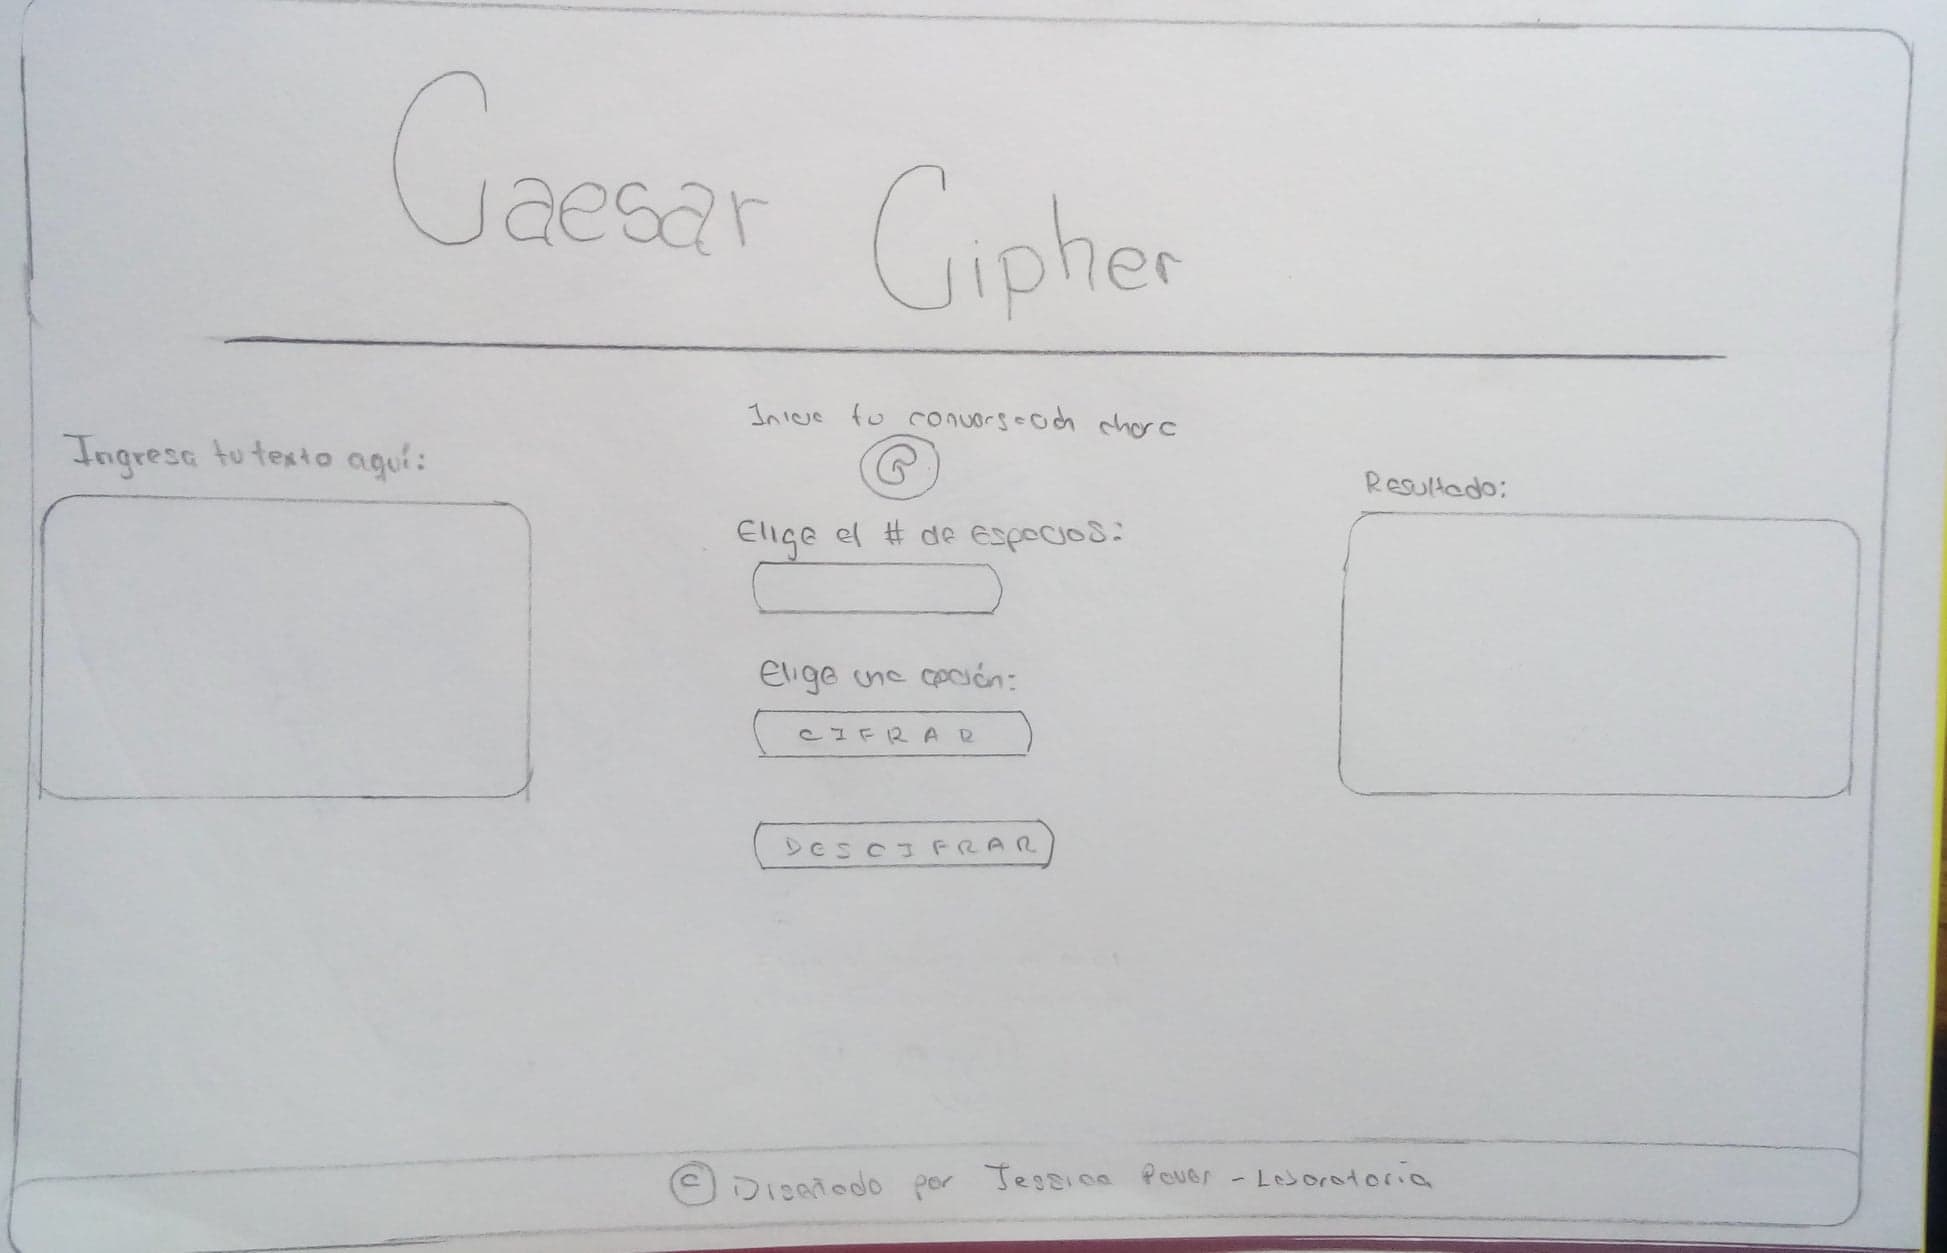 Caesar Cipher
Inicia tu conversación ahora
Ingresa tu texto aquí:
Elige el # de espacios:
Elige una opción:
CIFRAR
DESCIFRAR
Resultado:
© Diseñado por Jessica Pover - Laboratoria